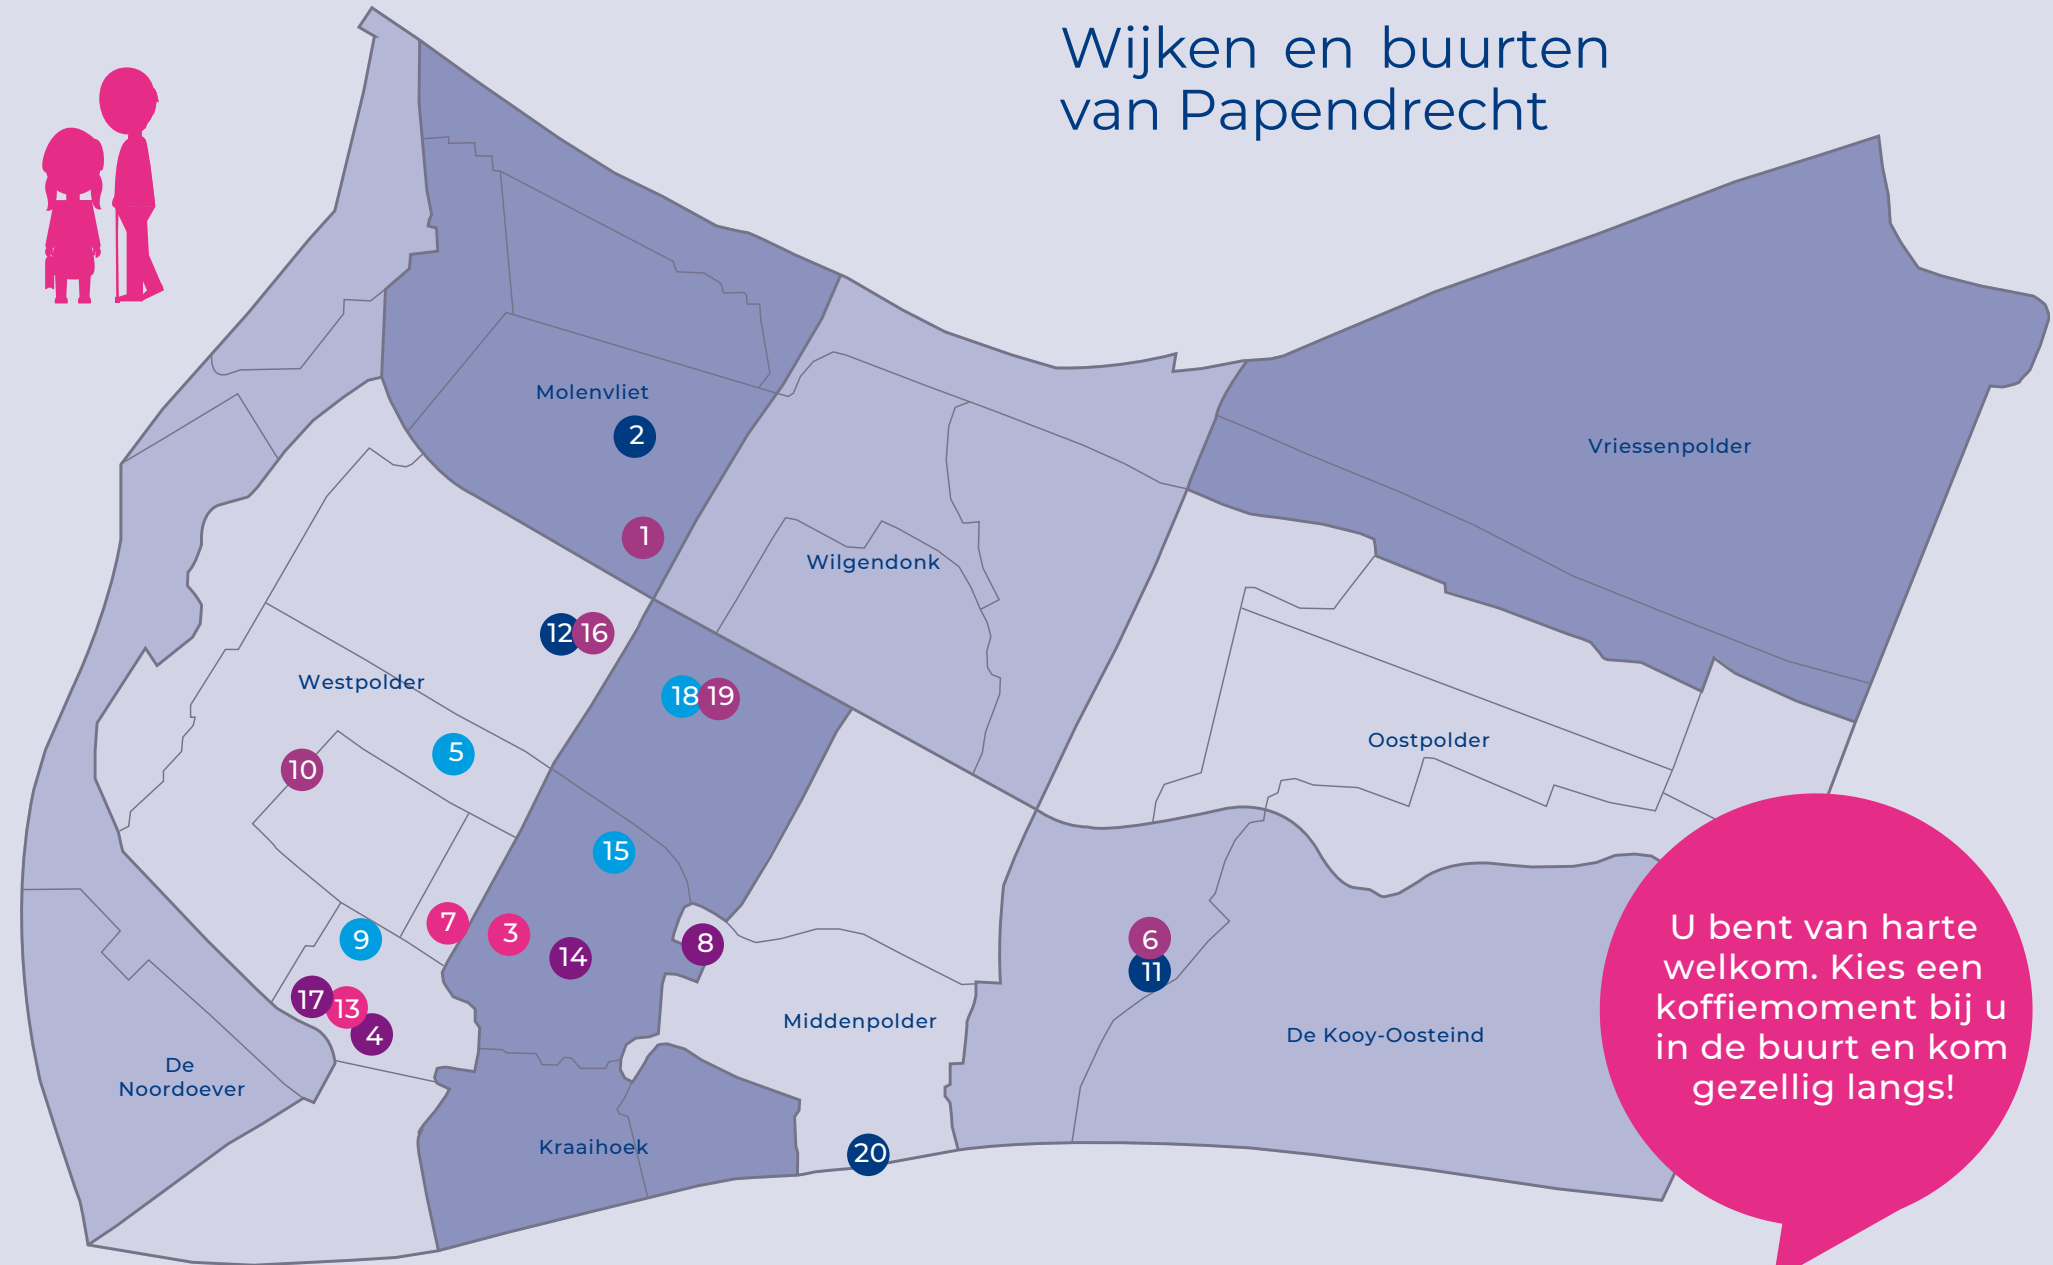 Wijken en buurten
van Papendrecht
Molenvliet
2
Vriessenpolder
1
Wilgendonk
12
16
Westpolder
18
19
Oostpolder
5
10
15
7
3
9
14
8
6
11
17
13
4
Middenpolder
De Kooy-Oosteind
De
Noordoever
Kraaihoek
20
U bent van harte
welkom. Kies een
koffiemoment bij u
in de buurt en kom
gezellig langs!